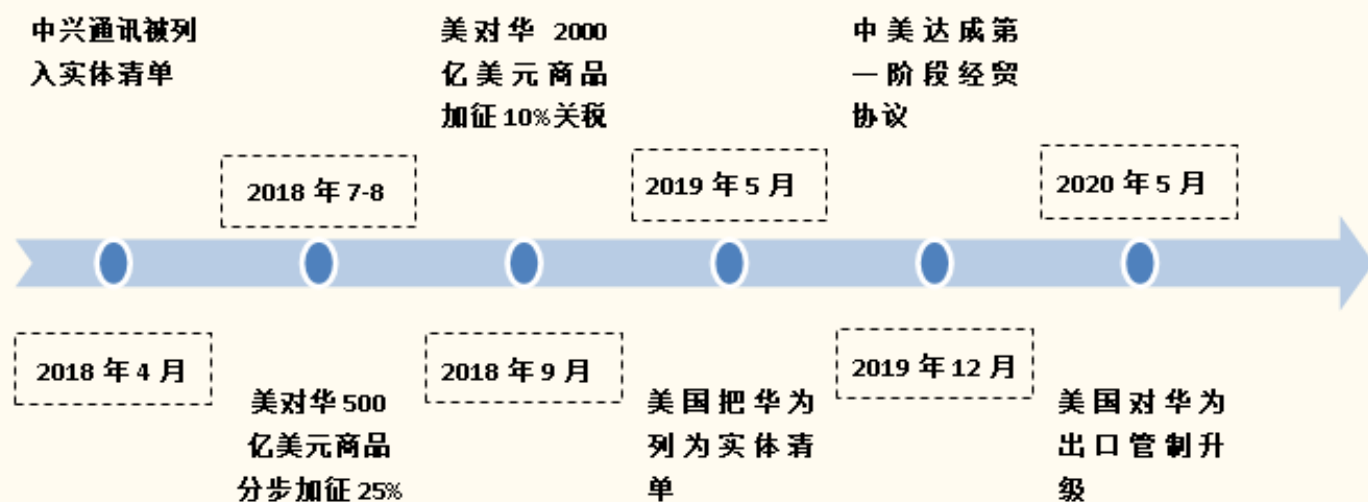 中兴通讯被列
入实体清单
美对华 2000
亿美元商品
加征10%关税
中美达成第
一阶段经贸
协议
2018 年 7-8
2019 年 5 月
2020 年 5 月
2018 年 4 月
2018 年 9 月
2019 年 12 月
美对华 500
亿美元商品
分步加征 25%
美国把华为
列为实体清
单
美国对华为
出口管制升
级